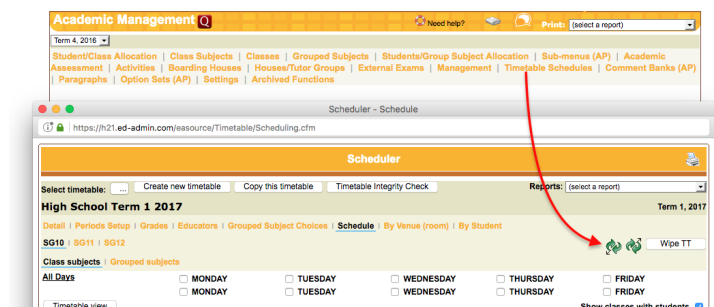 Academic Management Q Need help? Print: (select a report)
Term 4, 2016
Student/Class Allocation | Class Subjects | Classes | Grouped Subjects | Students/Group Subject Allocation | Sub-menus (AP) | Academic
Assessment | Activities | Boarding Houses | Houses/Tutor Groups | External Exams | Management | Timetable Schedules | Comment Banks (AP)
| Paragraphs | Option Sets (AP) | Settings | Archived Functions
Scheduler - Schedule
https://h21.ed-admin.com/easource/Timetable/Scheduling.cfm
Scheduler
Select timetable: ... Create new timetable Copy this timetable Timetable Integrity Check Reports: (select a report)
High School Term 1 2017 Term 1, 2017
Detail | Periods Setup | Grades | Educators | Grouped Subject Choices | Schedule | By Venue (room) | By Student
SG10 | SG11 | SG12 Wipe TT
Class subjects | Grouped subjects
All Days MONDAY TUESDAY WEDNESDAY THURSDAY FRIDAY
MONDAY TUESDAY WEDNESDAY THURSDAY FRIDAY
Timetable view Show classes with students